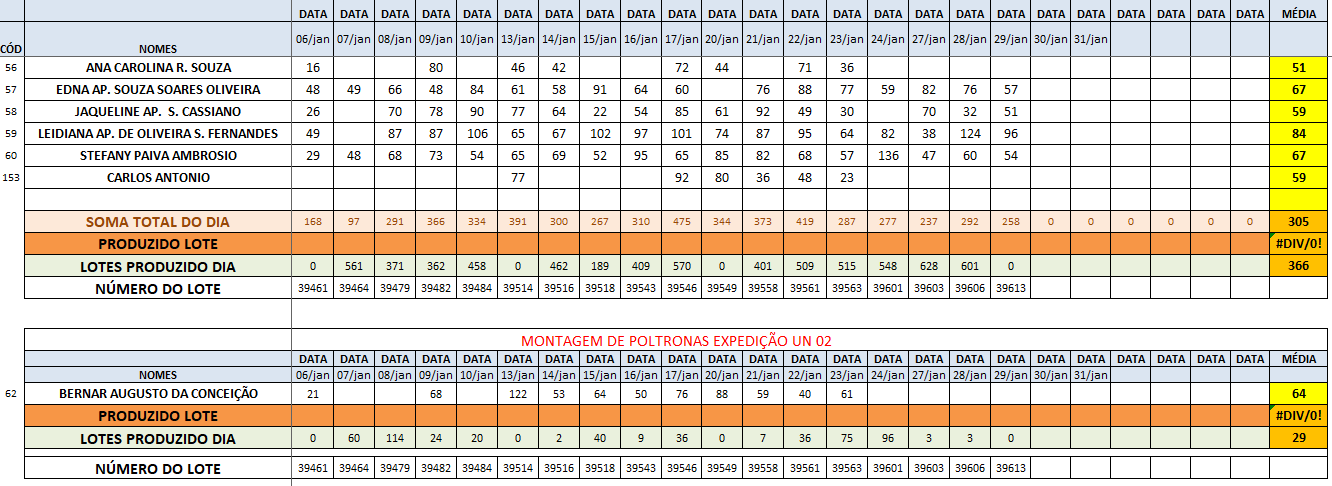 DATA DATA DATA DATA DATA DATA DATA DATA DATA DATA DATA DATA DATA DATA DATA DATA DATA DATA DATA DATA DATA DATA DATA DATA MÉDIA
CÓD NOMES 06/jan 07/jan 08/jan 09/jan 10/jan 13/jan 14/jan 15/jan 16/jan 17/jan 20/jan 21/jan 22/jan 23/jan 24/jan 27/jan 28/jan 29/jan 30/jan 31/jan
56 ANA CAROLINA R. SOUZA 16 80 46 42 72 44 71 36 51
57 EDNA AP. SOUZA SOARES OLIVEIRA 48 49 66 48 84 61 58 91 64 60 76 88 77 59 82 76 57 67
58 JAQUELINE AP. S. CASSIANO 26 70 78 90 77 64 22 54 85 61 92 49 30 70 32 51 59
59 LEIDIANA AP. DE OLIVEIRA S. FERNANDES 49 87 87 106 65 67 102 97 101 74 87 95 64 82 38 124 96 84
60 STEFANY PAIVA AMBROSIO 29 48 68 73 54 65 69 52 95 65 85 82 68 57 136 47 60 54 67
153 CARLOS ANTONIO 77 92 80 36 48 23 59
SOMA TOTAL DO DIA 168 97 291 366 334 391 300 267 310 475 344 373 419 287 277 237 292 258 0 0 0 0 0 0 305
PRODUZIDO LOTE #DIV/0!
LOTES PRODUZIDO DIA 0 561 371 362 458 0 462 189 409 570 0 401 509 515 548 628 601 0 366
NÚMERO DO LOTE 39461 39464 39479 39482 39484 39514 39516 39518 39543 39546 39549 39558 39561 39563 39601 39603 39606 39613
MONTAGEM DE POLTRONAS EXPEDIÇÃO UN 02
DATA DATA DATA DATA DATA DATA DATA DATA DATA DATA DATA DATA DATA DATA DATA DATA DATA DATA DATA DATA DATA DATA DATA DATA MÉDIA
NOMES 06/jan 07/jan 08/jan 09/jan 10/jan 13/jan 14/jan 15/jan 16/jan 17/jan 20/jan 21/jan 22/jan 23/jan 24/jan 27/jan 28/jan 29/jan 30/jan 31/jan
62 BERNAR AUGUSTO DA CONCEIÇÃO 21 68 122 53 64 50 76 88 59 40 61 64
PRODUZIDO LOTE #DIV/0!
LOTES PRODUZIDO DIA 0 60 114 24 20 0 2 40 9 36 0 7 36 75 96 3 3 0 29
NÚMERO DO LOTE 39461 39464 39479 39482 39484 39514 39516 39518 39543 39546 39549 39558 39561 39563 39601 39603 39606 39613